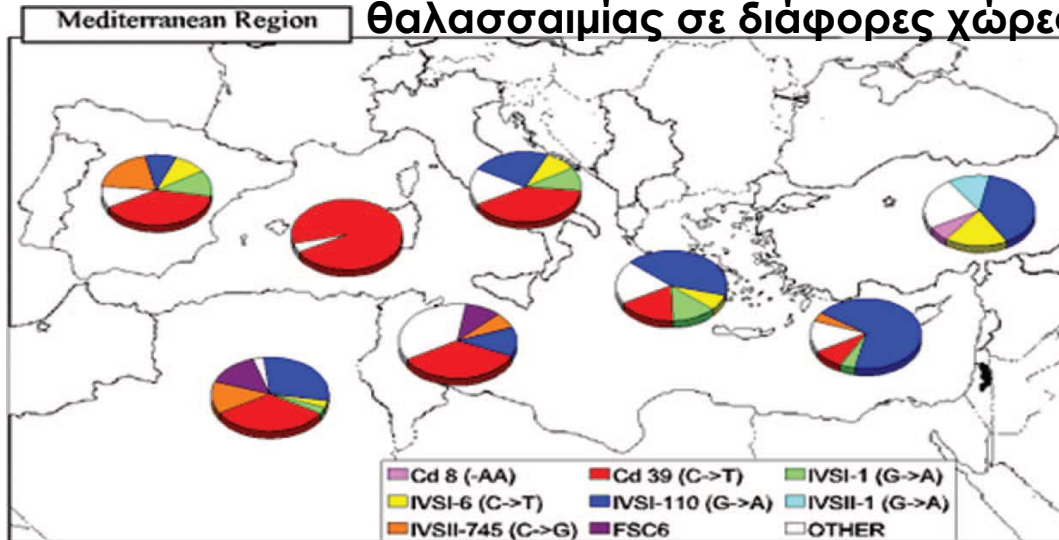 Mediterranean Region
θαλασσαιμίας σε διάφορες χώρες
Cd 8 (-AA) Cd 39 (C->T) IVSI-1 (G->A)
IVSI-6 (C->T) IVSI-110 (G->A) IVSII-1 (G->A)
IVSII-745 (C->G) FSC6 OTHER